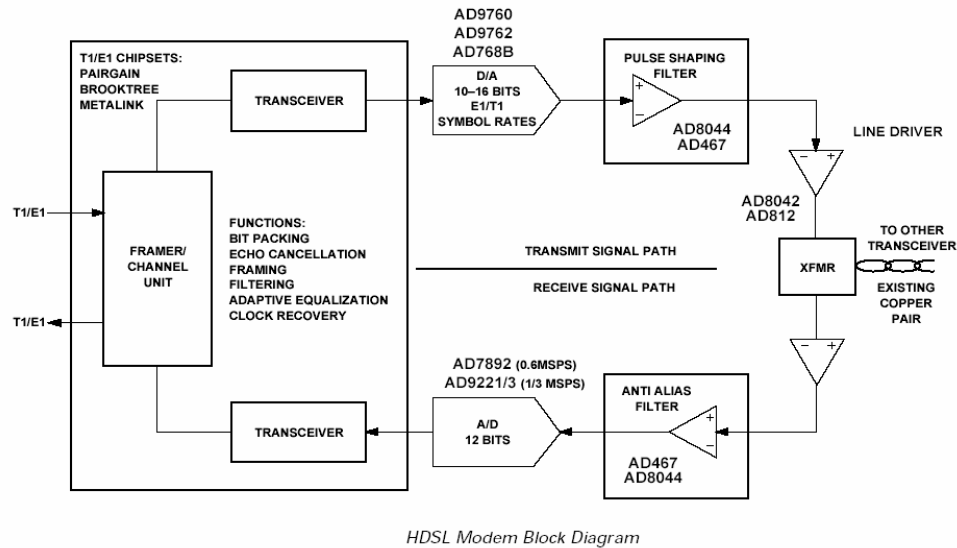 AD9760
AD9762
AD768B
T1/E1 CHIPSETS:
PAIRGAIN
BROOKTREE
METALINK
TRANSCEIVER
D/A
10–16 BITS
E1/T1
SYMBOL RATES
PULSE SHAPING
FILTER
+
−
AD8044
AD467
LINE DRIVER
− +
AD8042
AD812
T1/E1
FRAMER/
CHANNEL
UNIT
T1/E1
FUNCTIONS:
BIT PACKING
ECHO CANCELLATION
FRAMING
FILTERING
ADAPTIVE EQUALIZATION
CLOCK RECOVERY
TRANSMIT SIGNAL PATH
RECEIVE SIGNAL PATH
XFMR
TO OTHER
TRANSCEIVER
EXISTING
COPPER
PAIR
− +
AD7892 (0.6MSPS)
AD9221/3 (1/3 MSPS)
TRANSCEIVER
A/D
12 BITS
ANTI ALIAS
FILTER
+
−
AD467
AD8044
HDSL Modem Block Diagram